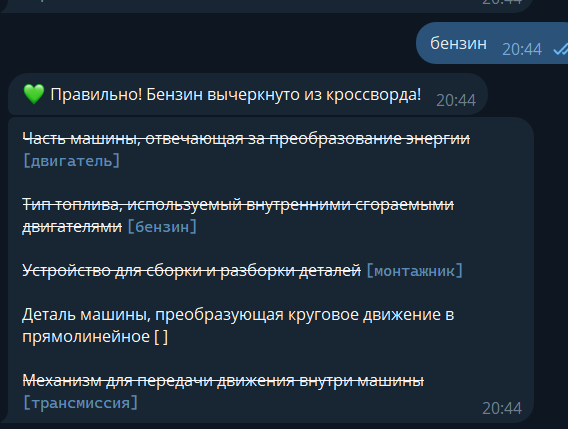 бензин 20:44
💚 Правильно! Бензин вычеркнуто из кроссворда! 20:44
Часть машины, отвечающая за преобразование энергии
[двигатель]
Тип топлива, используемый внутренними сгораемыми
двигателями [бензин]
Устройство для сборки и разборки деталей [монтажник]
Деталь машины, преобразующая круговое движение в
прямолинейное [ ]
Механизм для передачи движения внутри машины
[трансмиссия]
20:44